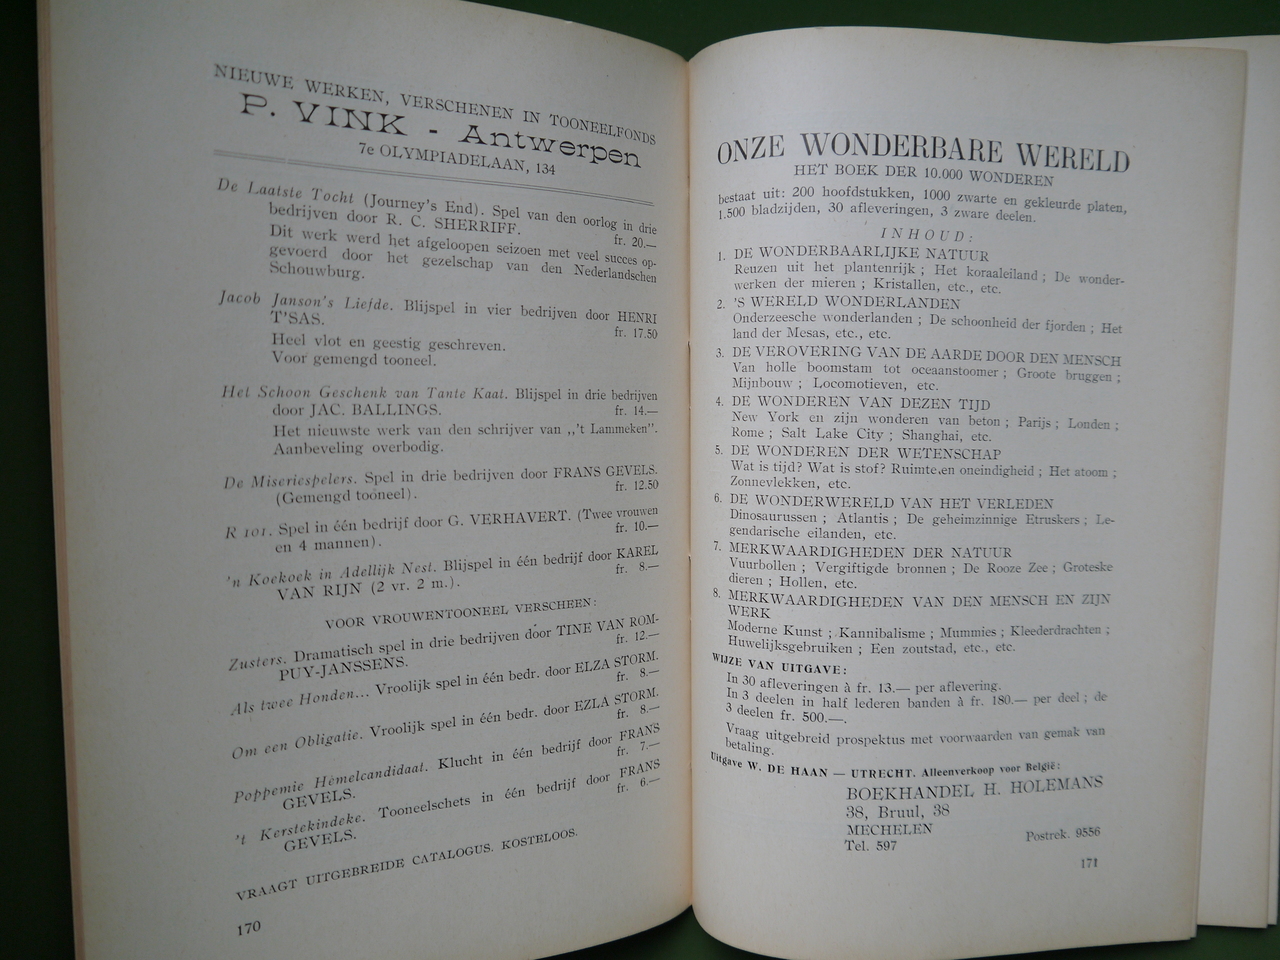 NIEUWE WERKEN, VERSCHENEN IN TOONEELFONDS
P. VINK - Antwerpen
7e OLYMPIADELAAN, 134
De Laatste Tocht (Journey's End). Spel van den oorlog in drie
bedrijven door R. C. SHERRIFF. fr. 20.—
Dit werk werd het afgeloopen seizoen met veel succes op-
gevoerd door het gezelschap van den Nederlandschen
Schouwburg.
Jacob Janson's Liefde. Blijspel in vier bedrijven door HENRI
T'SAS. fr. 17.50
Heel vlot en geestig geschreven.
Voor gemengd tooneel.
Het Schoon Geschenk van Tante Kaat. Blijspel in drie bedrijven
door JAC. BALLINGS. fr. 14.—
Het nieuwste werk van den schrijver van „'t Lammeken".
Aanbeveling overbodig.
De Miseriespelers. Spel in drie bedrijven door FRANS GEVELS.
(Gemengd tooneel). fr. 12.50
R 101. Spel in één bedrijf door G. VERHAVERT. (Twee vrouwen
en 4 mannen). fr. 10.—
'n Koekoek in Adellijk Nest. Blijspel in één bedrijf door KAREL
VAN RIJN (2 vr. 2 m.). fr. 8.—
VOOR VROUWENTOONEEL VERSCHEEN:
Zusters. Dramatisch spel in drie bedrijven door TINE VAN ROM-
PUY-JANSSENS. fr. 12.—
Als twee Honden... Vroolijk spel in één bedr. door ELZA STORM.
fr. 8.—
Om een Obligatie. Vroolijk spel in één bedr. door EZLA STORM.
fr. 8.—
Poppemie Hemelcandidaat. Klucht in één bedrijf door FRANS
GEVELS. fr. 7.—
't Kerstekindeke. Tooneelschets in één bedrijf door FRANS
GEVELS. fr. 6.—
VRAAGT UITGEBREIDE CATALOGUS. KOSTELOOS.
170
ONZE WONDERBARE WERELD
HET BOEK DER 10.000 WONDEREN
bestaat uit: 200 hoofdstukken, 1000 zwarte en gekleurde platen,
1.500 bladzijden, 30 afleveringen, 3 zware deelen.
INHOUD:
1. DE WONDERBAARLIJKE NATUUR
Reuzen uit het plantenrijk ; Het koraaleiland ; De wonder-
werken der mieren ; Kristallen, etc., etc.
2. 'S WERELD WONDERLANDEN
Onderzeesche wonderlanden ; De schoonheid der fjorden ; Het
land der Mesas, etc., etc.
3. DE VEROVERING VAN DE AARDE DOOR DEN MENSCH
Van holle boomstam tot oceaanstoomer ; Groote bruggen ;
Mijnbouw ; Locomotieven, etc.
4. DE WONDEREN VAN DEZEN TIJD
New York en zijn wonderen van beton ; Parijs ; Londen ;
Rome ; Salt Lake City ; Shanghai, etc.
5. DE WONDEREN DER WETENSCHAP
Wat is tijd? Wat is stof? Ruimte.en oneindigheid ; Het atoom ;
Zonnevlekken, etc.
6. DE WONDERWERELD VAN HET VERLEDEN
Dinosaurussen ; Atlantis ; De geheimzinnige Etruskers ; Le-
gendarische eilanden, etc.
7. MERKWAARDIGHEDEN DER NATUUR
Vuurbollen ; Vergiftigde bronnen ; De Rooze Zee ; Groteske
dieren ; Hollen, etc.
8. MERKWAARDIGHEDEN VAN DEN MENSCH EN ZIJN
WERK
Moderne Kunst ; Kannibalisme ; Mummies ; Kleederdrachten ;
Huwelijksgebruiken ; Een zoutstad, etc., etc.
WIJZE VAN UITGAVE:
In 30 afleveringen à fr. 13.— per aflevering.
In 3 deelen in half lederen banden à fr. 180.— per deel ; de
3 deelen fr. 500.—.
Vraag uitgebreid prospektus met voorwaarden van gemak van
betaling.
Uitgave W. DE HAAN — UTRECHT. Alleenverkoop voor België:
BOEKHANDEL H. HOLEMANS
38, Bruul, 38
MECHELEN
Tel. 597 Postrek. 9556
171